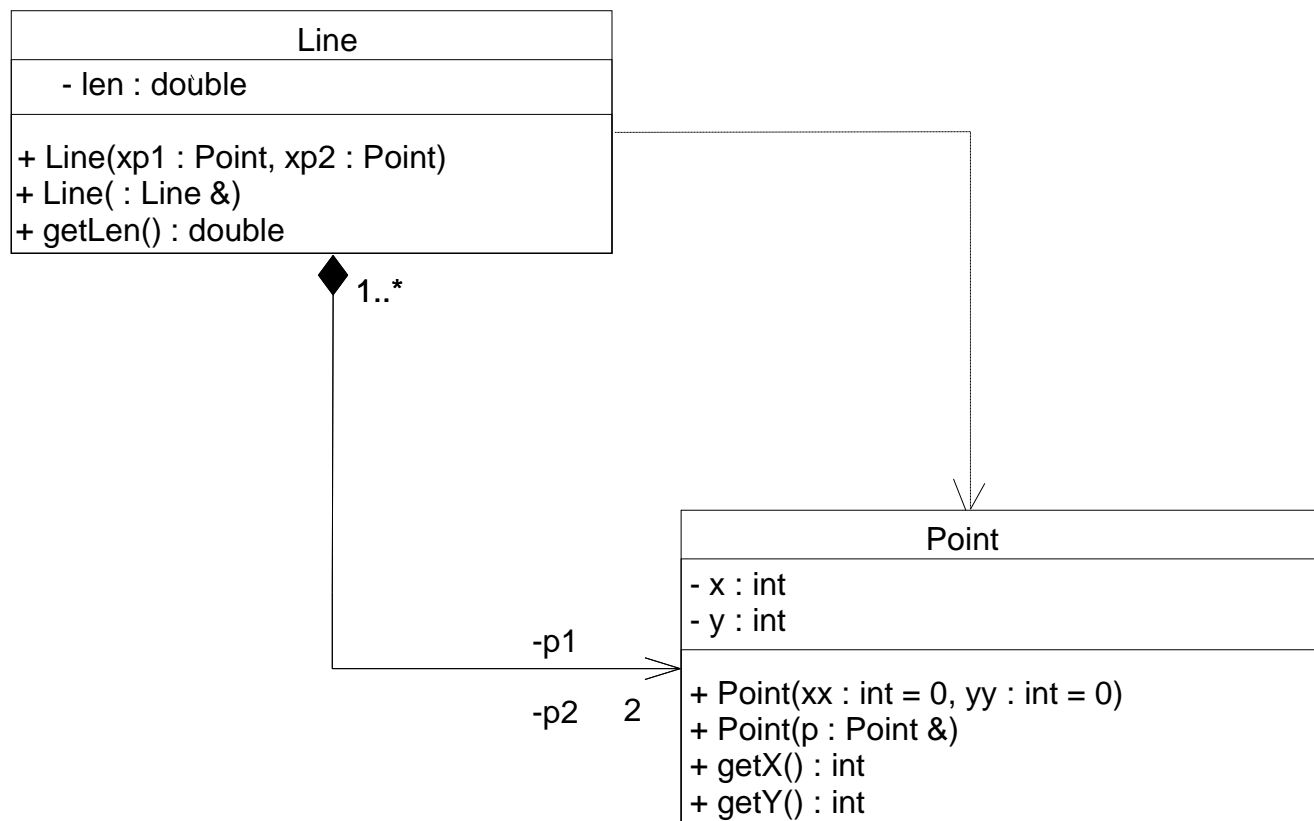 Line
- len : double
+ Line(xp1 : Point, xp2 : Point)
+ Line( : Line &)
+ getLen() : double
1..*
-p1
-p2
2
Point
- x : int
- y : int
+ Point(xx : int = 0, yy : int = 0)
+ Point(p : Point &)
+ getX() : int
+ getY() : int